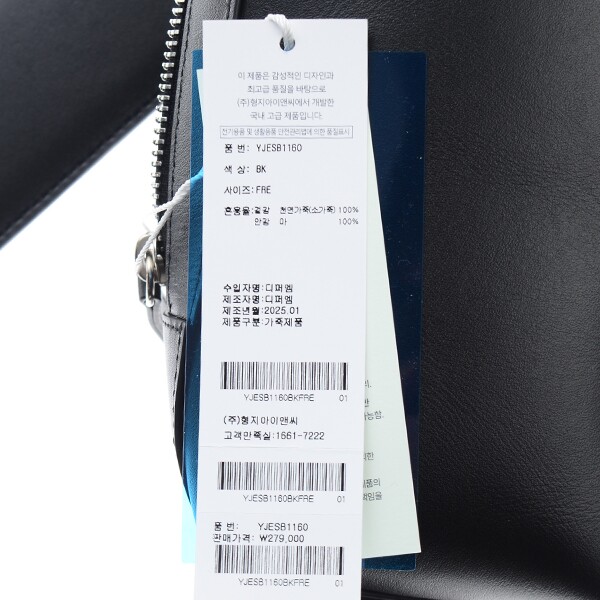 이 제품은 감성적인 디자인과
최고급 품질을 바탕으로
(주)형지아이앤씨에서 개발한
국내 고급 제품입니다.
전기용품 및 생활용품 안전관리법에 의한 품질표시
품 번: YJESB1160
색 상: BK
사이즈:FRE
혼용율:겉감 천연가죽(소가죽) 100%
안감 마 100%
수입자명:디퍼엠
제조자명:디퍼엠
제조년월:2025.01
제품구분:가죽제품
YJESB1160BKFRE 01
(주)형지아이앤씨
고객만족실:1661-7222
YJESB1160BKFRE 01
품 번: YJESB1160
판매가격: ₩279,000
YJESB1160BKFRE 01